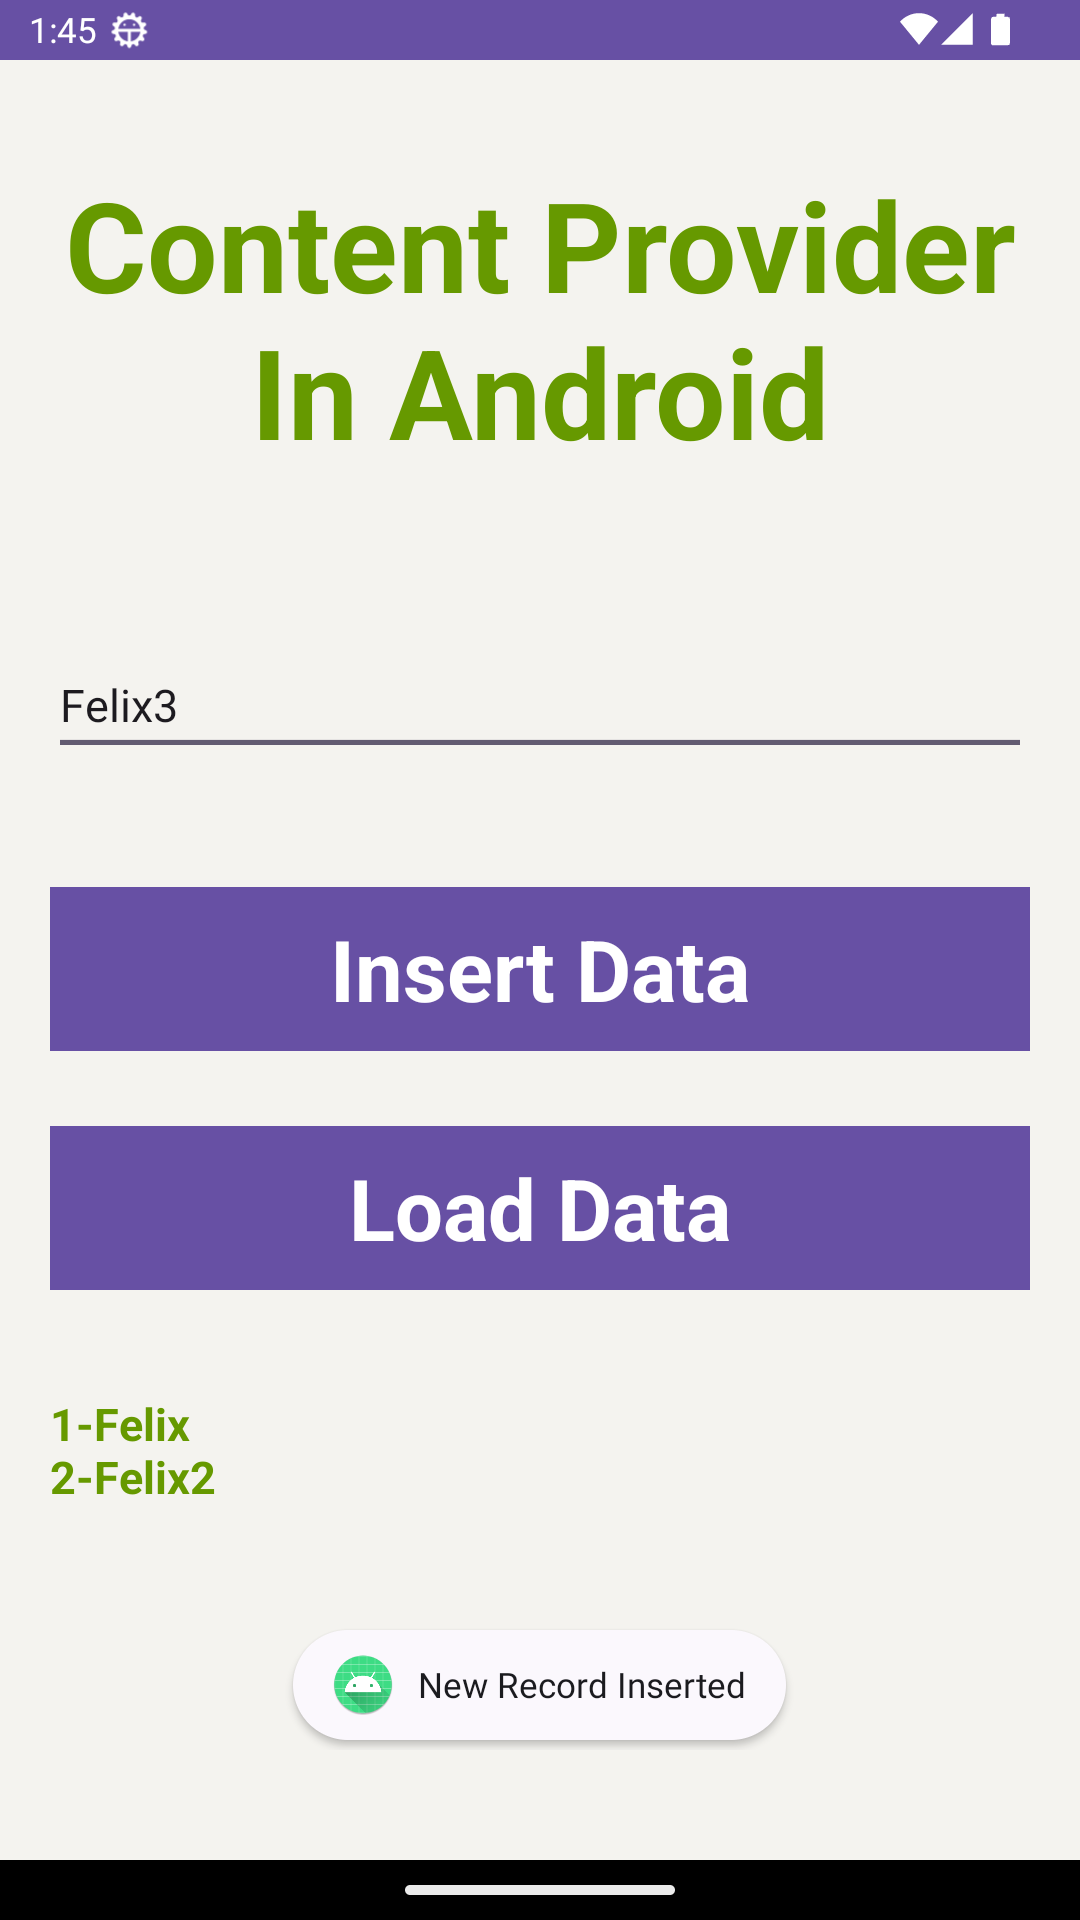 1:45
Content Provider
In Android
Felix3
Insert Data
Load Data
1-Felix
2-Felix2
New Record Inserted